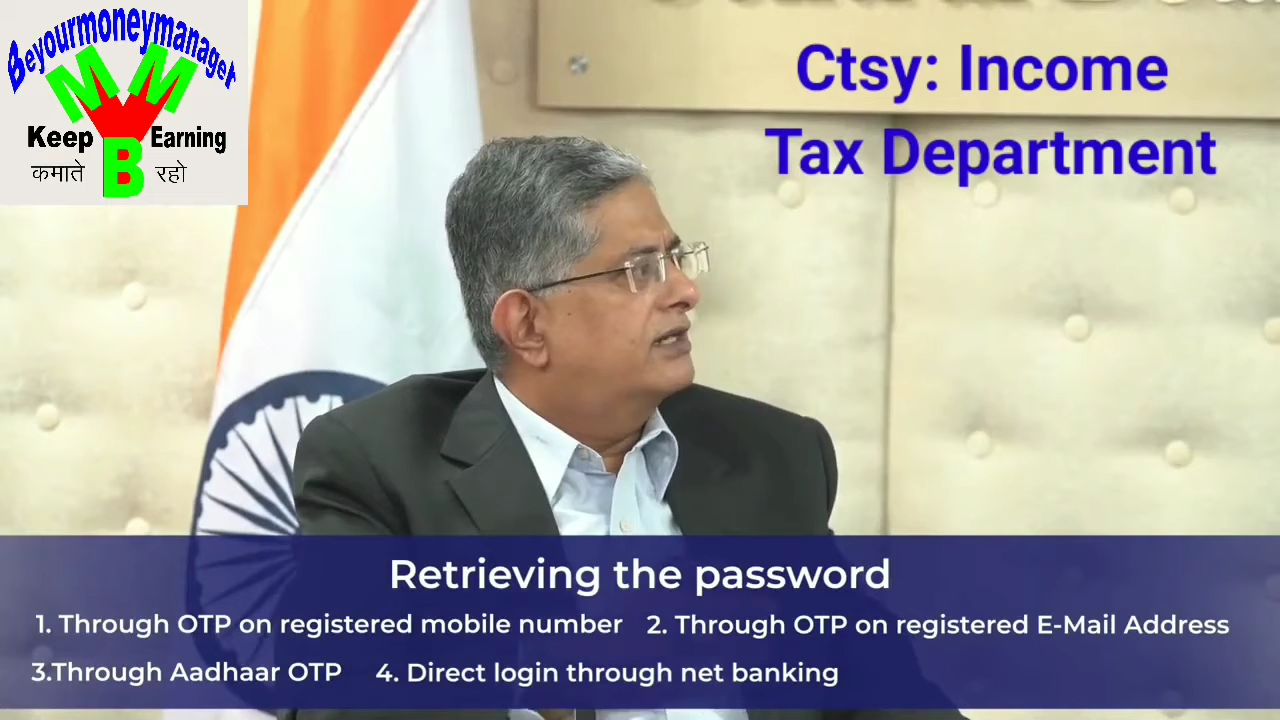 Beyourmoneymanager
MM
Keep Earning
B
कमाते रहो
Ctsy: Income
Tax Department
Retrieving the password
1. Through OTP on registered mobile number 2. Through OTP on registered E-Mail Address
3.Through Aadhaar OTP 4. Direct login through net banking